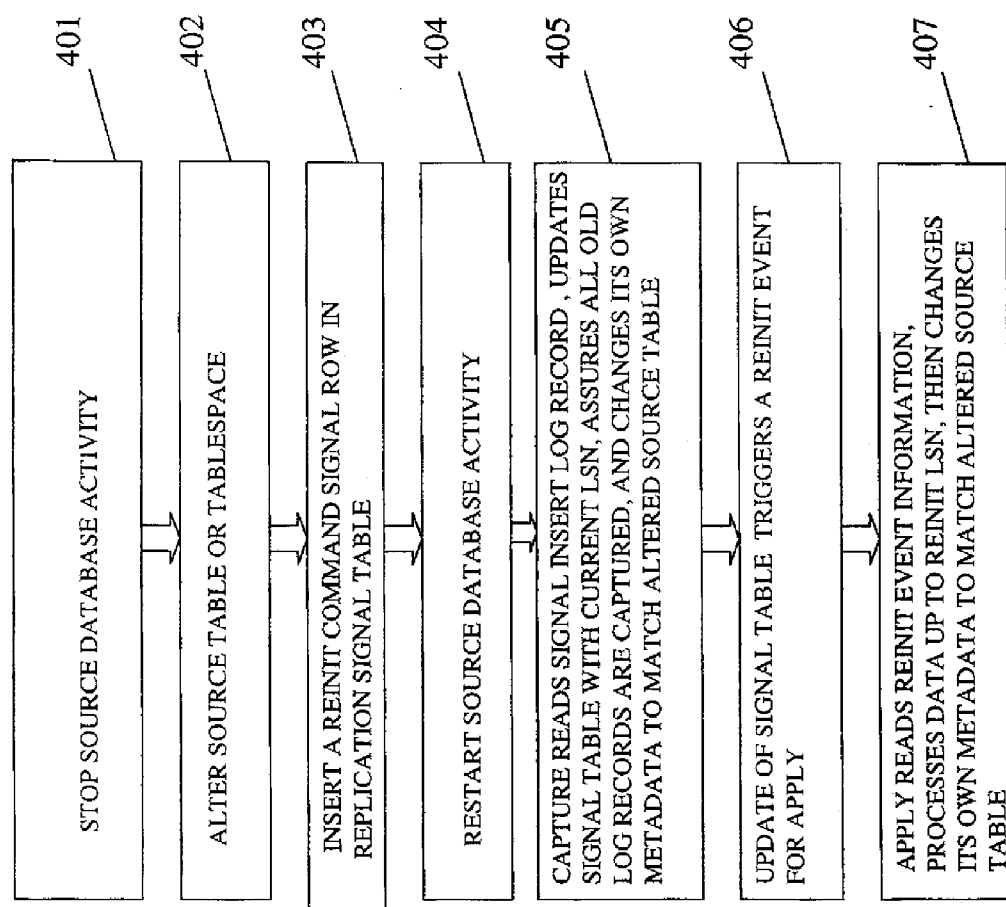 401
STOP SOURCE DATABASE ACTIVITY
402
ALTER SOURCE TABLE OR TABLESPACE
403
INSERT A REINIT COMMAND SIGNAL ROW IN
REPLICATION SIGNAL TABLE
404
RESTART SOURCE DATABASE ACTIVITY
405
CAPTURE READS SIGNAL INSERT LOG RECORD , UPDATES
SIGNAL TABLE WITH CURRENT LSN, ASSURES ALL OLD
LOG RECORDS ARE CAPTURED, AND CHANGES ITS OWN
METADATA TO MATCH ALTERED SOURCE TABLE
406
UPDATE OF SIGNAL TABLE TRIGGERS A REINIT EVENT
FOR APPLY
407
APPLY READS REINIT EVENT INFORMATION,
PROCESSES DATA UP TO REINIT LSN, THEN CHANGES
ITS OWN METADATA TO MATCH ALTERED SOURCE
TABLE